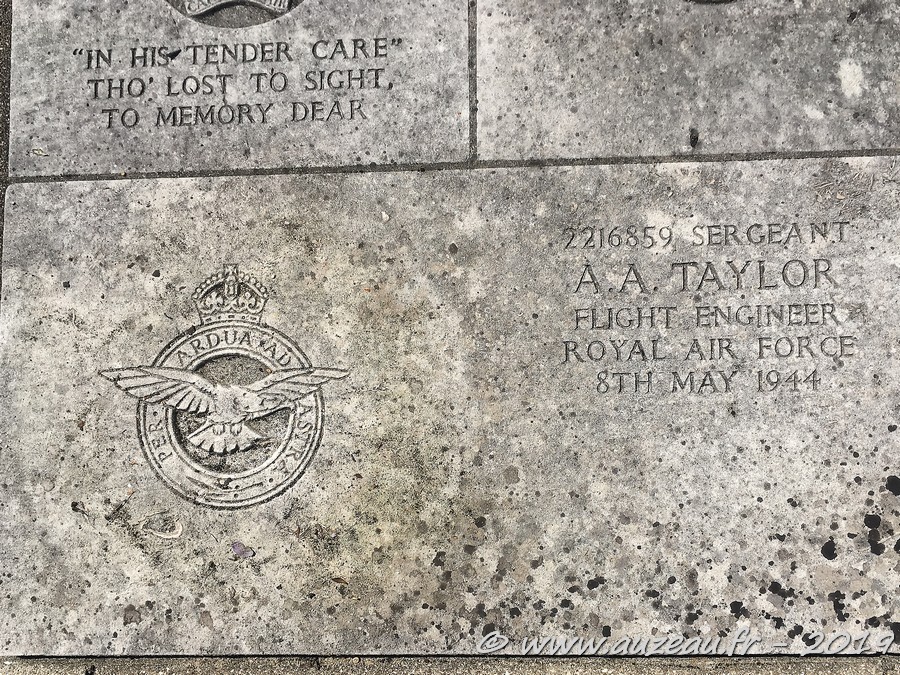 CA
"IN HIS TENDER CARE"
THO' LOST TO SIGHT,
TO MEMORY DEAR
2216859 SERGEANT
A.A. TAYLOR
FLIGHT ENGINEER
ROYAL AIR FORCE
8TH MAY 1944
PER · ARDUA · AD · ASTRA
© www.auzeau.fr - 2019